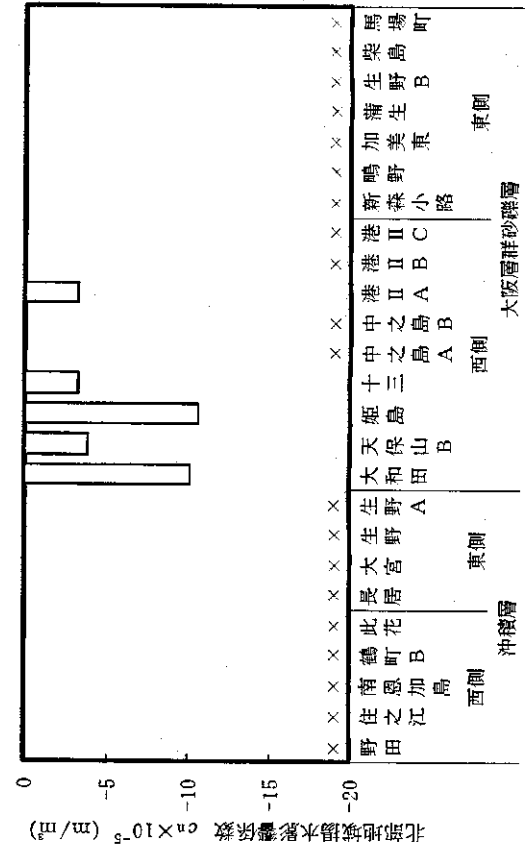 北部地域揚水影響係数 cn×10⁻⁵ (m/m³)
0
-5
-10
-15
-20
野田
住之江
南恩加島
鶴町B
此花
長居
大宮
生野
生野A
大和田
天保山B
姫島
十三
中之島A
中之島B
港ⅡA
港ⅡB
港ⅡC
新森小路
鴫野
加美東
蒲生
生野B
柴島
馬場町
西側
東側
西側
東側
沖積層
大阪層群砂礫層